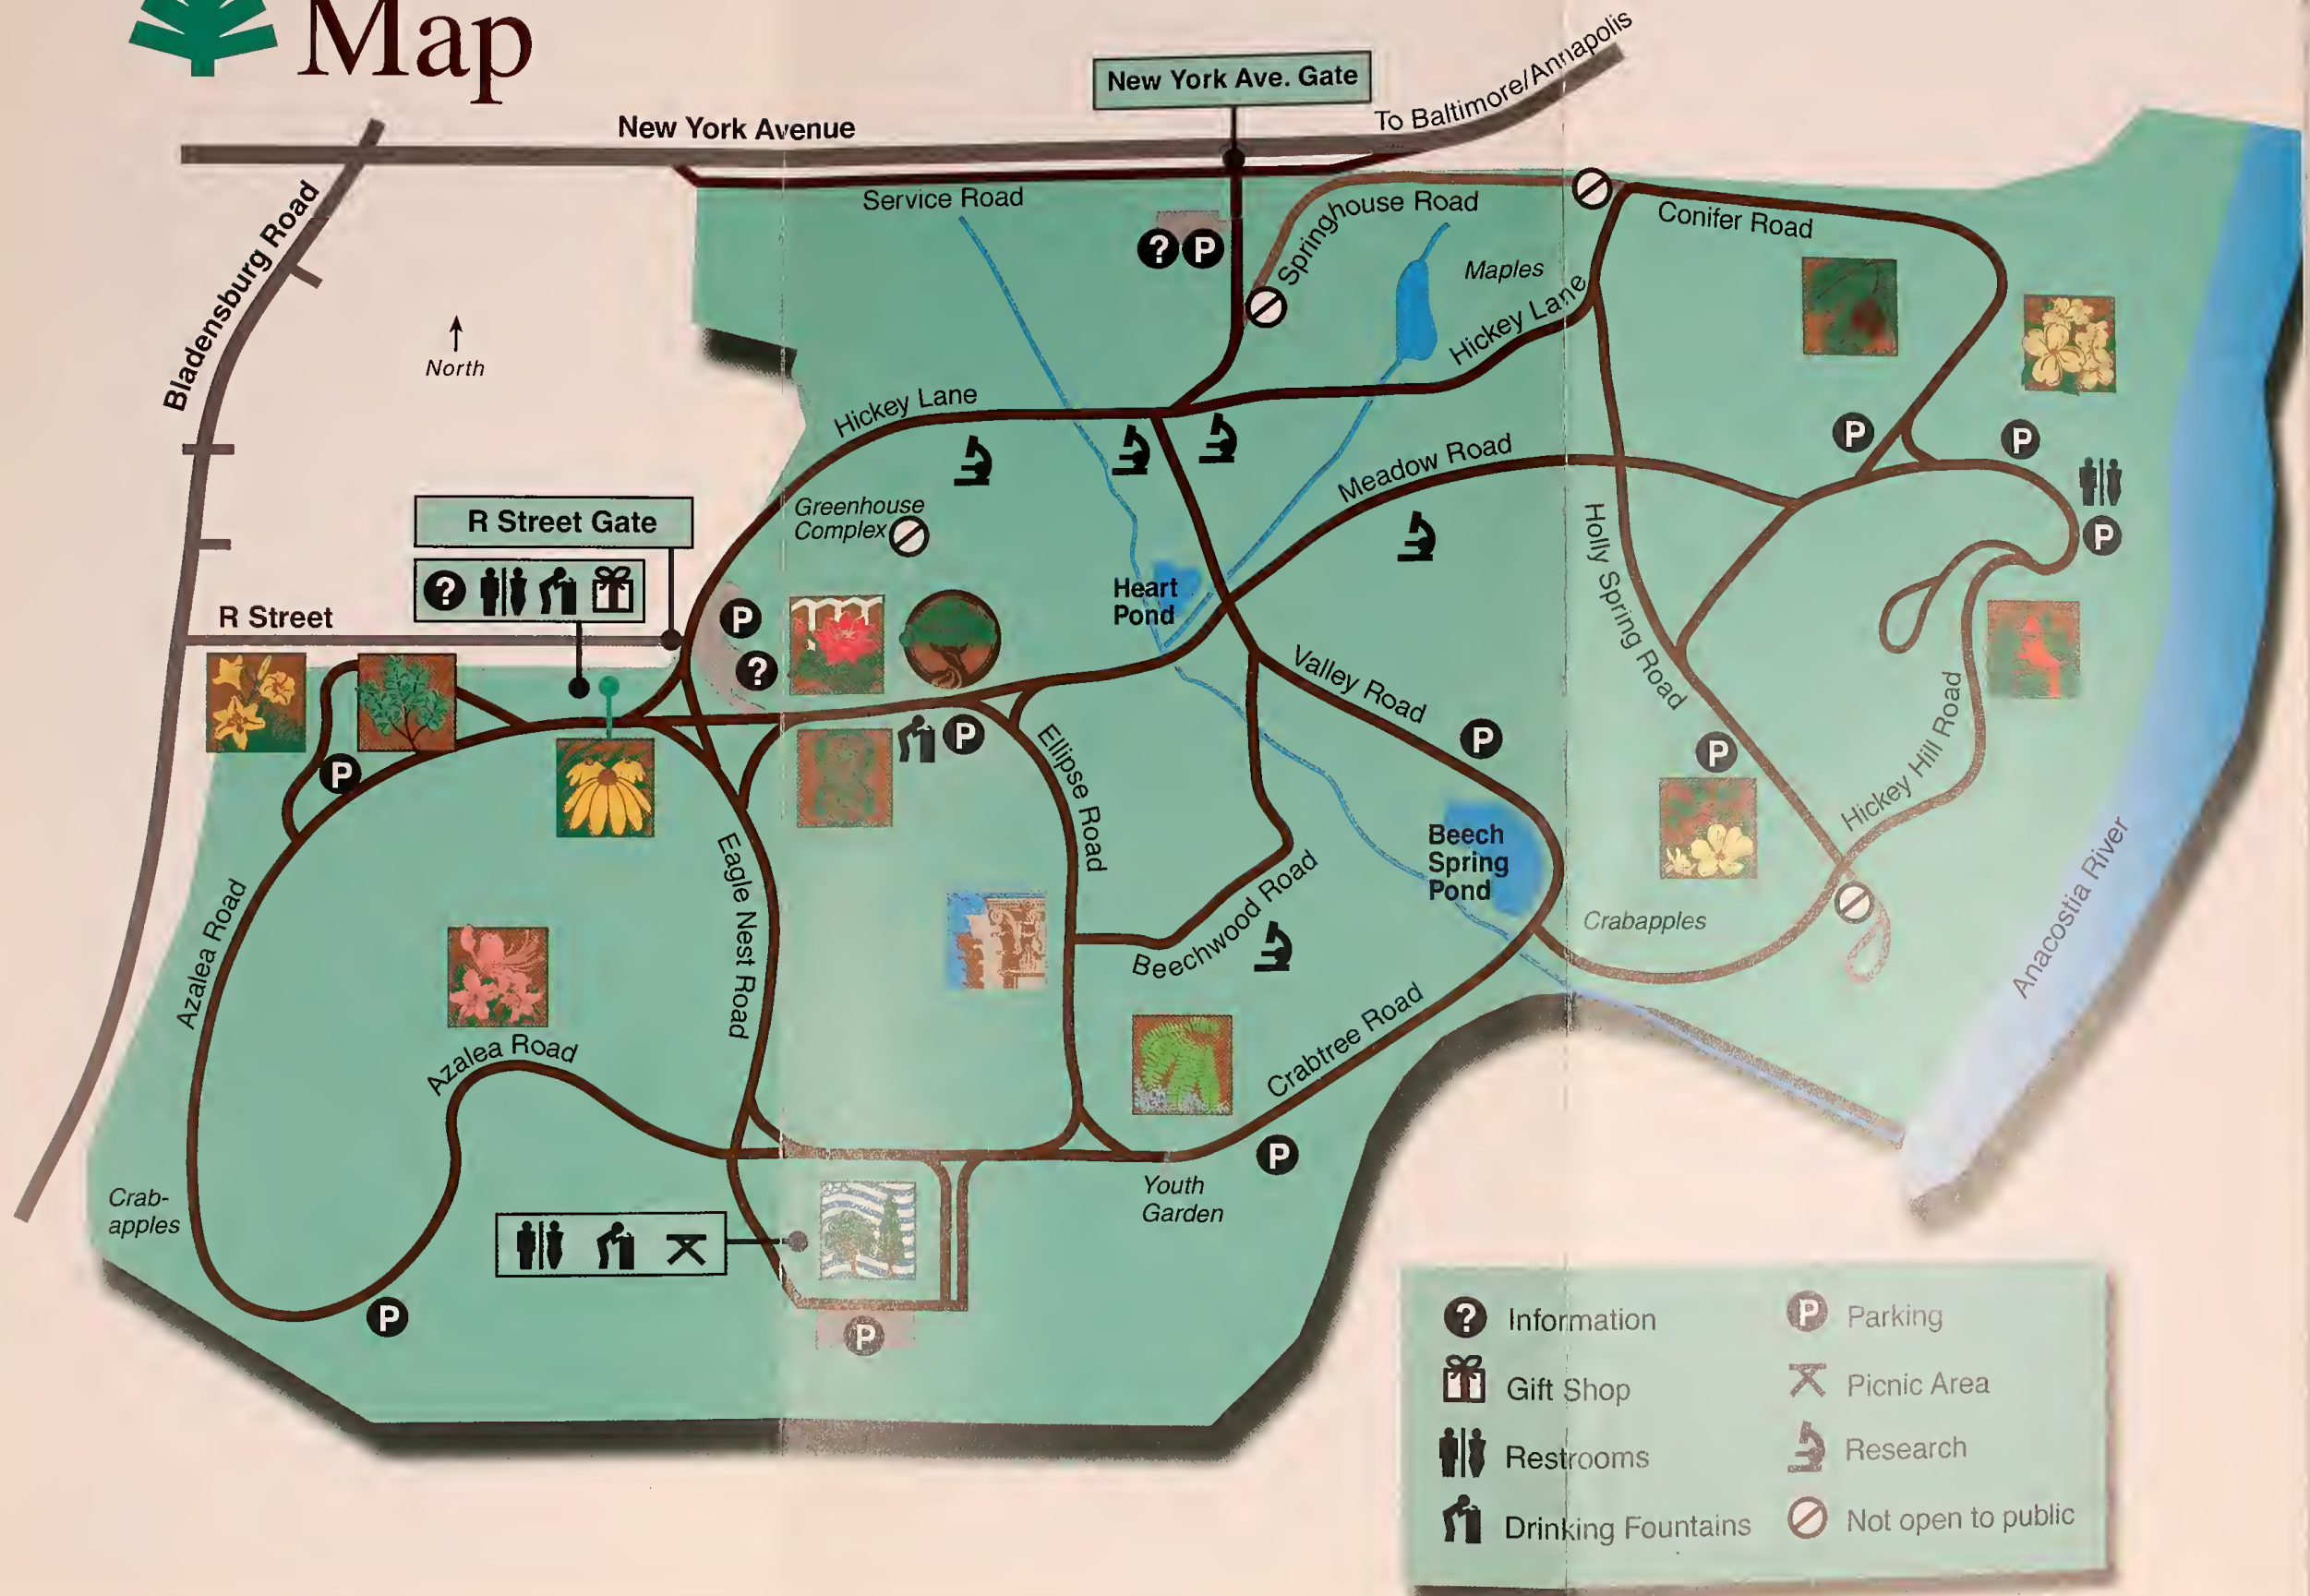 Map
New York Ave. Gate
To Baltimore/Annapolis
New York Avenue
Bladensburg Road
Service Road
Springhouse Road
Conifer Road
? P
Maples
North
Hickey Lane
Hickey Lane
P
P
Meadow Road
R Street Gate
Greenhouse
Complex
Holly Spring Road
P
?
Heart
Pond
R Street
P
?
Valley Road
P
P
P
P
Ellipse Road
Hickey Hill Road
Eagle Nest Road
Beech
Spring
Pond
Anacostia River
Azalea Road
Beechwood Road
Crabapples
Azalea Road
Crabtree Road
P
Crab-
apples
Youth
Garden
P
P
? Information
P Parking
Gift Shop
Picnic Area
Restrooms
Research
Drinking Fountains
Not open to public